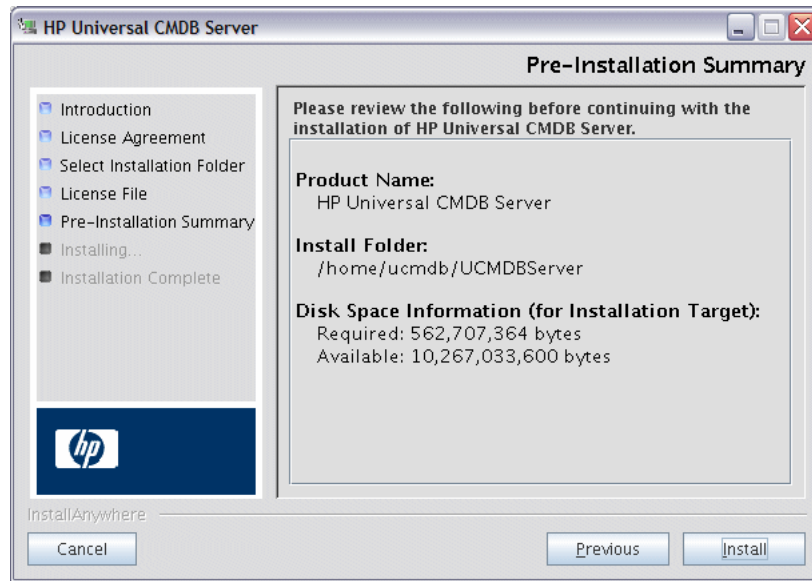 HP Universal CMDB Server
Pre-Installation Summary
Introduction
License Agreement
Select Installation Folder
License File
Pre-Installation Summary
Installing...
Installation Complete
Please review the following before continuing with the
installation of HP Universal CMDB Server.
Product Name:
HP Universal CMDB Server
Install Folder:
/home/ucmdb/UCMDBServer
Disk Space Information (for Installation Target):
Required: 562,707,364 bytes
Available: 10,267,033,600 bytes
hp
InstallAnywhere
Cancel
Previous
Install